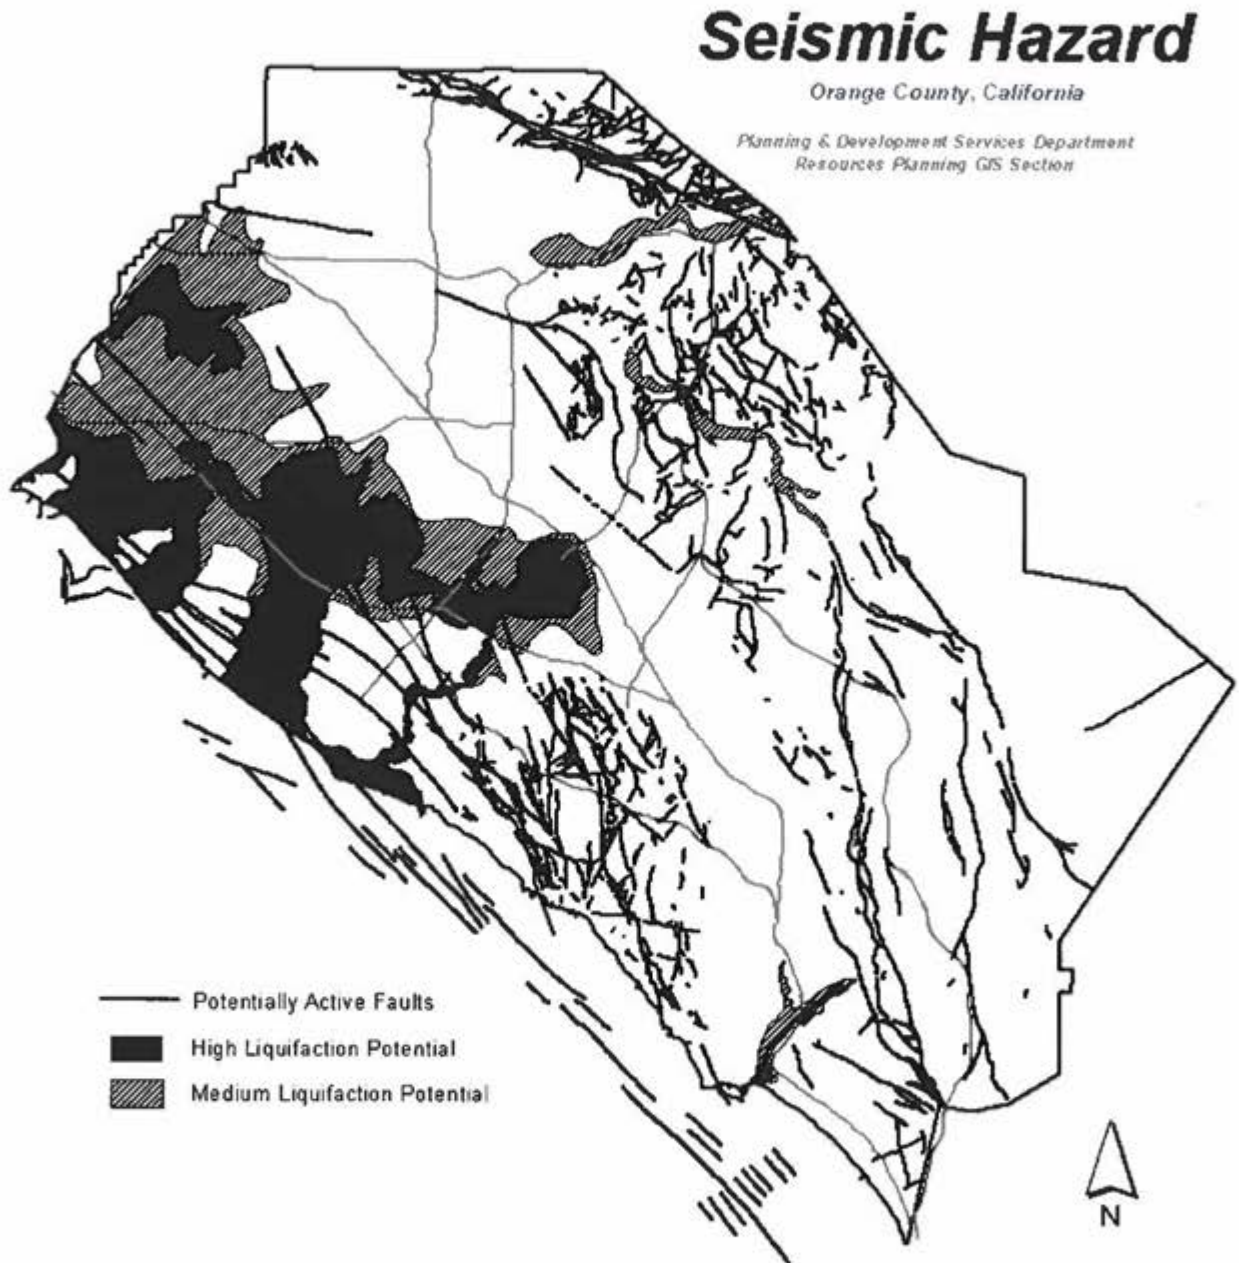 Seismic Hazard
Orange County, California
Planning & Development Services Department
Resources Planning GIS Section
Potentially Active Faults
High Liquifaction Potential
Medium Liquifaction Potential
N